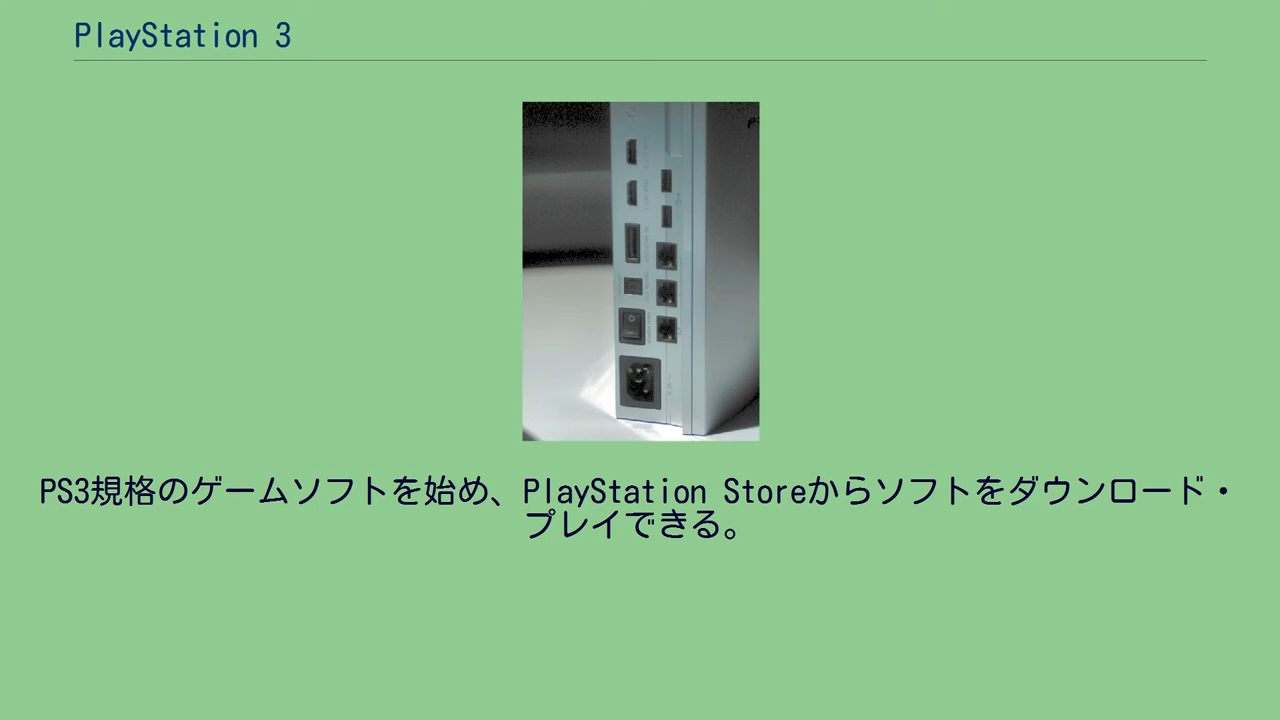 PlayStation 3
PS3規格のゲームソフトを始め、PlayStation Storeからソフトをダウンロード・
プレイできる。